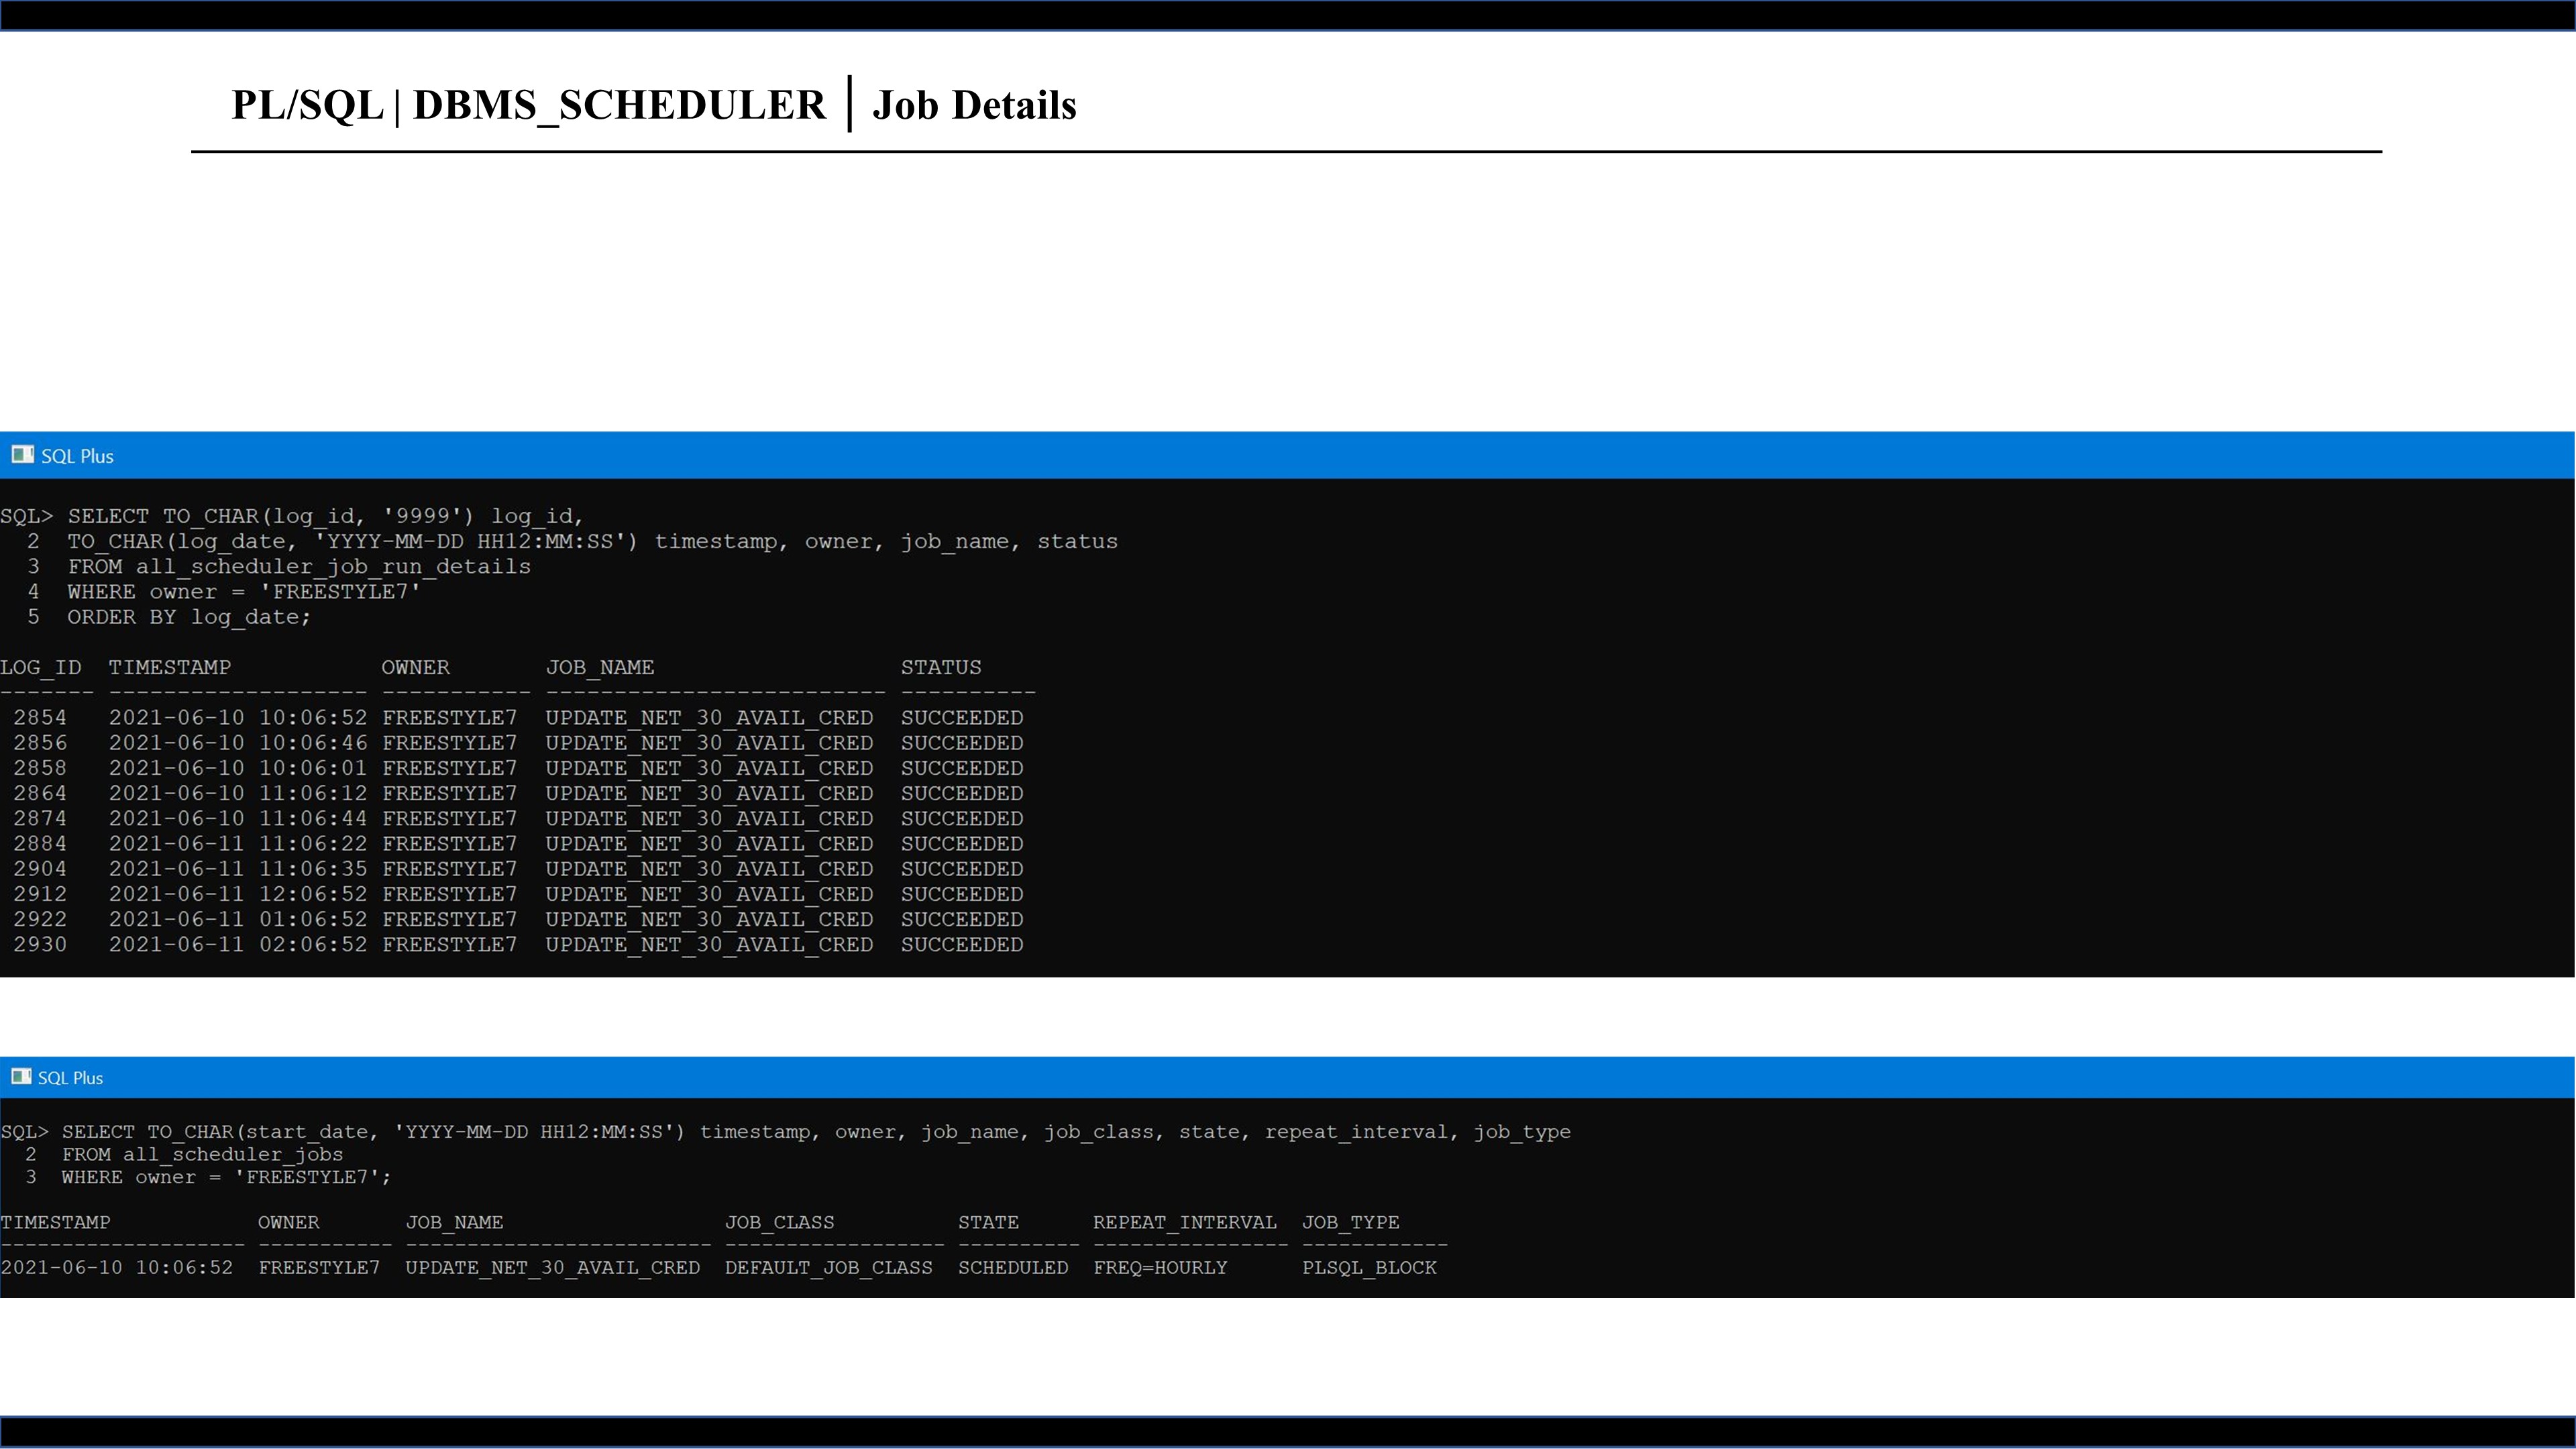 PL/SQL | DBMS_SCHEDULER | Job Details
SQL Plus
SQL> SELECT TO_CHAR(log_id, '9999') log_id,
  2  TO_CHAR(log_date, 'YYYY-MM-DD HH12:MM:SS') timestamp, owner, job_name, status
  3  FROM all_scheduler_job_run_details
  4  WHERE owner = 'FREESTYLE7'
  5  ORDER BY log_date;
LOG_ID  TIMESTAMP           OWNER       JOB_NAME                  STATUS
------- ------------------- ----------- ------------------------- ----------
 2854   2021-06-10 10:06:52 FREESTYLE7  UPDATE_NET_30_AVAIL_CRED  SUCCEEDED
 2856   2021-06-10 10:06:46 FREESTYLE7  UPDATE_NET_30_AVAIL_CRED  SUCCEEDED
 2858   2021-06-10 10:06:01 FREESTYLE7  UPDATE_NET_30_AVAIL_CRED  SUCCEEDED
 2864   2021-06-10 11:06:12 FREESTYLE7  UPDATE_NET_30_AVAIL_CRED  SUCCEEDED
 2874   2021-06-10 11:06:44 FREESTYLE7  UPDATE_NET_30_AVAIL_CRED  SUCCEEDED
 2884   2021-06-11 11:06:22 FREESTYLE7  UPDATE_NET_30_AVAIL_CRED  SUCCEEDED
 2904   2021-06-11 11:06:35 FREESTYLE7  UPDATE_NET_30_AVAIL_CRED  SUCCEEDED
 2912   2021-06-11 12:06:52 FREESTYLE7  UPDATE_NET_30_AVAIL_CRED  SUCCEEDED
 2922   2021-06-11 01:06:52 FREESTYLE7  UPDATE_NET_30_AVAIL_CRED  SUCCEEDED
 2930   2021-06-11 02:06:52 FREESTYLE7  UPDATE_NET_30_AVAIL_CRED  SUCCEEDED
SQL Plus
SQL> SELECT TO_CHAR(start_date, 'YYYY-MM-DD HH12:MM:SS') timestamp, owner, job_name, job_class, state, repeat_interval, job_type
  2  FROM all_scheduler_jobs
  3  WHERE owner = 'FREESTYLE7';
TIMESTAMP            OWNER       JOB_NAME                  JOB_CLASS          STATE      REPEAT_INTERVAL  JOB_TYPE
-------------------- ----------- ------------------------- ------------------ ---------- ---------------- ------------
2021-06-10 10:06:52  FREESTYLE7  UPDATE_NET_30_AVAIL_CRED  DEFAULT_JOB_CLASS  SCHEDULED  FREQ=HOURLY      PLSQL_BLOCK